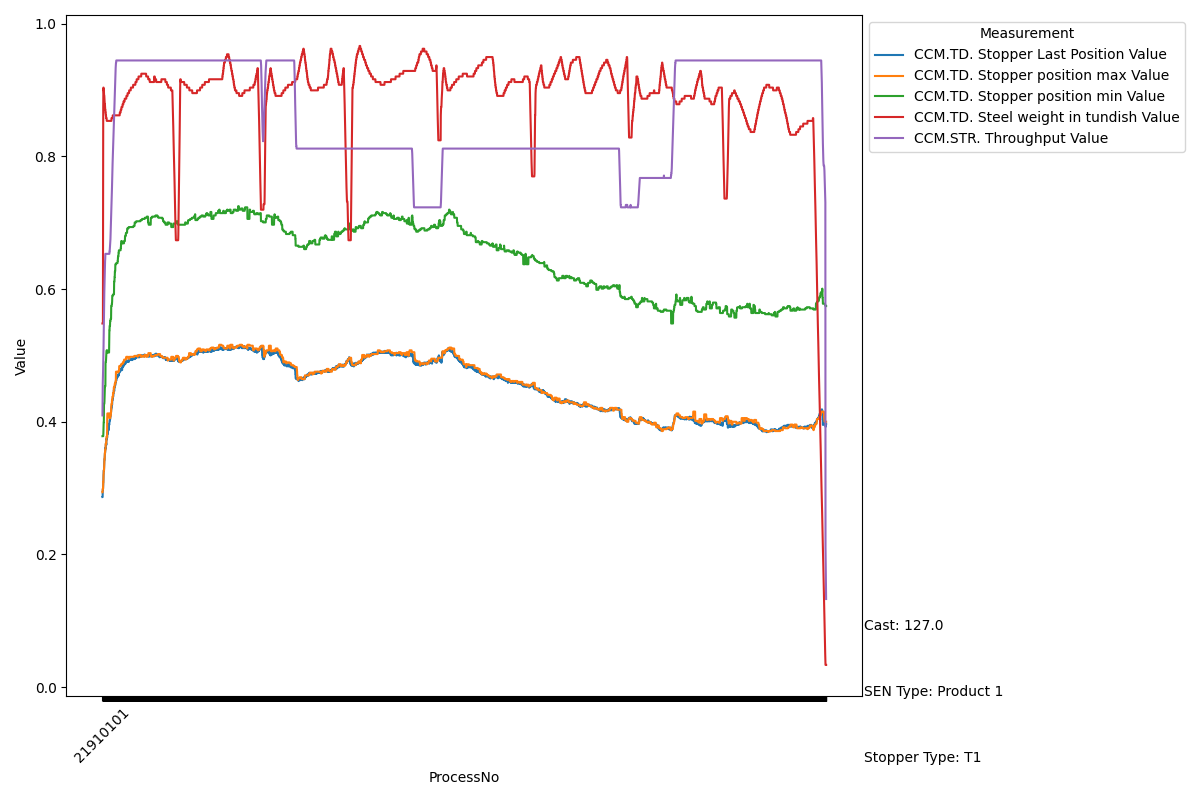 Measurement
CCM.TD. Stopper Last Position Value
CCM.TD. Stopper position max Value
CCM.TD. Stopper position min Value
CCM.TD. Steel weight in tundish Value
CCM.STR. Throughput Value
1.0
0.8
0.6
0.4
0.2
0.0
Value
21910101
ProcessNo
Cast: 127.0
SEN Type: Product 1
Stopper Type: T1